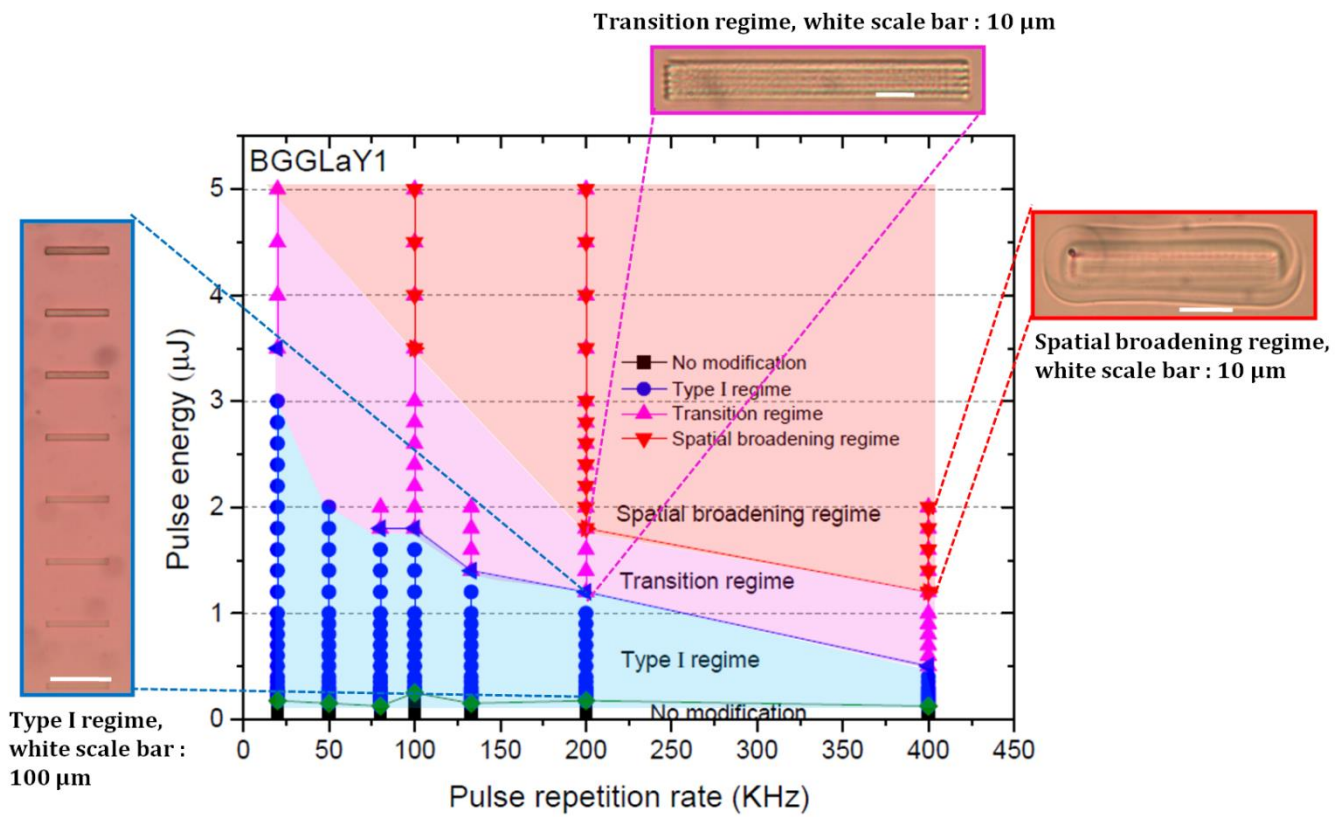 Transition regime, white scale bar : 10 µm
BGGLaY1
5
4
3
2
1
0
Pulse energy (µJ)
No modification
Type I regime
Transition regime
Spatial broadening regime
Spatial broadening regime
Transition regime
Type I regime
No modification
0 50 100 150 200 250 300 350 400 450
Pulse repetition rate (KHz)
Type I regime,
white scale bar :
100 µm
Spatial broadening regime,
white scale bar : 10 µm